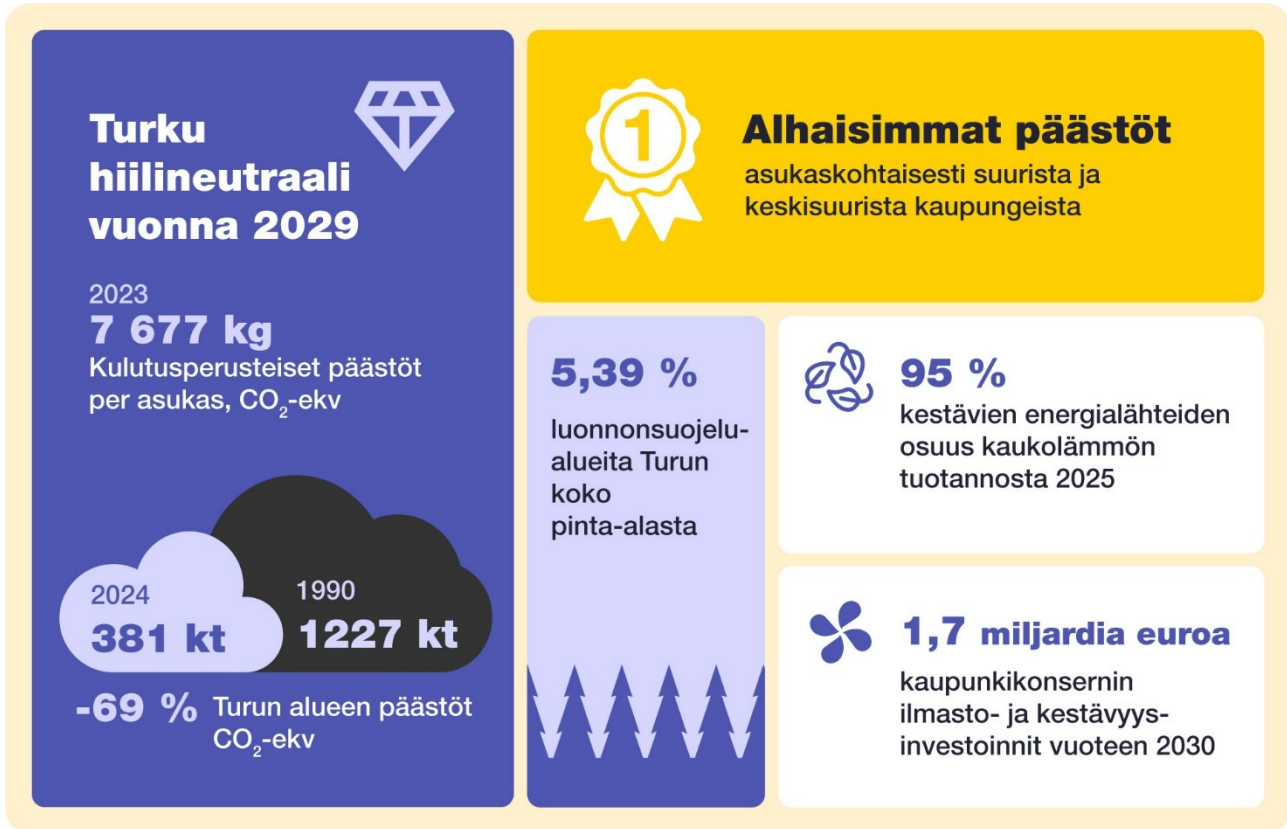 Turku
hiilineutraali
vuonna 2029
2023
7 677 kg
Kulutusperusteiset päästöt
per asukas, CO₂-ekv
2024
381 kt
1990
1227 kt
-69 %
Turun alueen päästöt
CO₂-ekv
1
Alhaisimmat päästöt
asukaskohtaisesti suurista ja
keskisuurista kaupungeista
5,39 %
luonnonsuojelu-
alueita Turun
koko
pinta-alasta
95 %
kestävien energialähteiden
osuus kaukolämmön
tuotannosta 2025
1,7 miljardia euroa
kaupunkikonsernin
ilmasto- ja kestävyys-
investoinnit vuoteen 2030